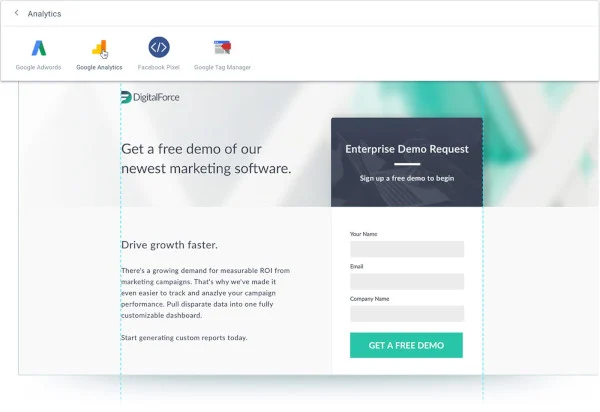 Analytics
Google Adwords
Google Analytics
Facebook Pixel
Google Tag Manager
DigitalForce
Get a free demo of our
newest marketing software.
Enterprise Demo Request
Sign up a free demo to begin
Drive growth faster.
There's a growing demand for measurable ROI from
marketing campaigns. That's why we've made it
even easier to track and anazlye your campaign
performance. Pull disparate data into one fully
customizable dashboard.
Start generating custom reports today.
Your Name
Email
Company Name
GET A FREE DEMO